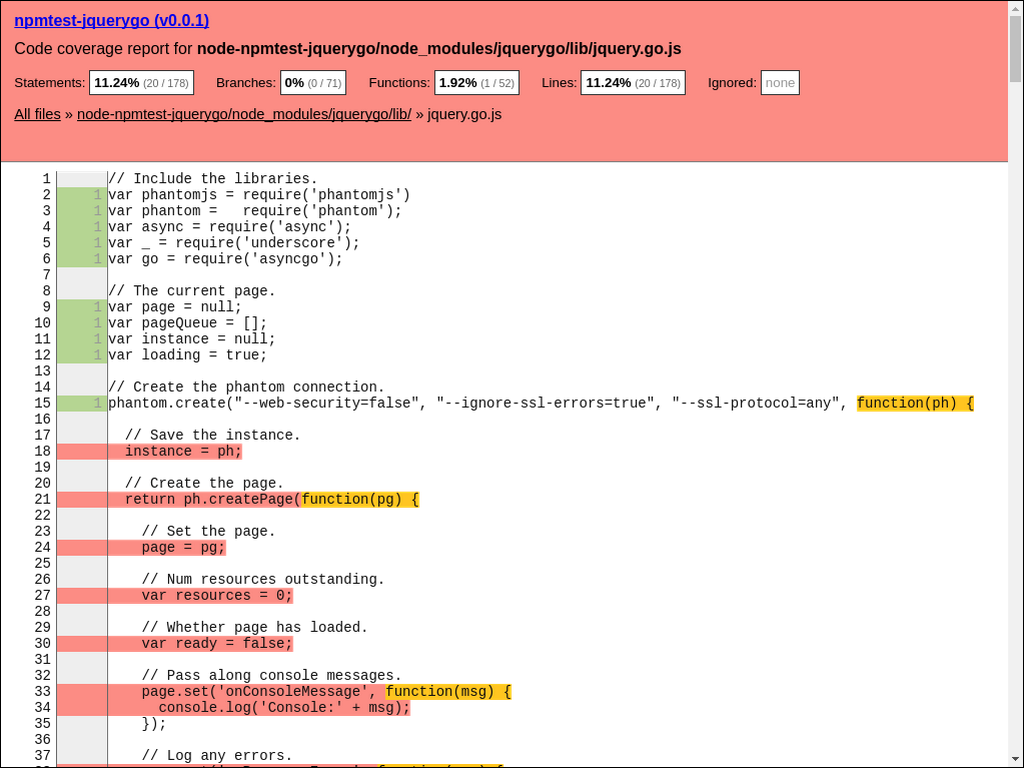 npmtest-jquerygo (v0.0.1)
Code coverage report for node-npmtest-jquerygo/node_modules/jquerygo/lib/jquery.go.js
Statements: 11.24% (20 / 178) Branches: 0% (0 / 71) Functions: 1.92% (1 / 52) Lines: 11.24% (20 / 178) Ignored: none
All files » node-npmtest-jquerygo/node_modules/jquerygo/lib/ » jquery.go.js
1 // Include the libraries.
2 1 var phantomjs = require('phantomjs')
3 1 var phantom =   require('phantom');
4 1 var async = require('async');
5 1 var _ = require('underscore');
6 1 var go = require('asyncgo');
7
8 // The current page.
9 1 var page = null;
10 1 var pageQueue = [];
11 1 var instance = null;
12 1 var loading = true;
13
14 // Create the phantom connection.
15 1 phantom.create("--web-security=false", "--ignore-ssl-errors=true", "--ssl-protocol=any", function(ph) {
16
17 // Save the instance.
18 instance = ph;
19
20 // Create the page.
21 return ph.createPage(function(pg) {
22
23 // Set the page.
24 page = pg;
25
26 // Num resources outstanding.
27 var resources = 0;
28
29 // Whether page has loaded.
30 var ready = false;
31
32 // Pass along console messages.
33 page.set('onConsoleMessage', function(msg) {
34 console.log('Console:' + msg);
35 });
36
37 // Log any errors.